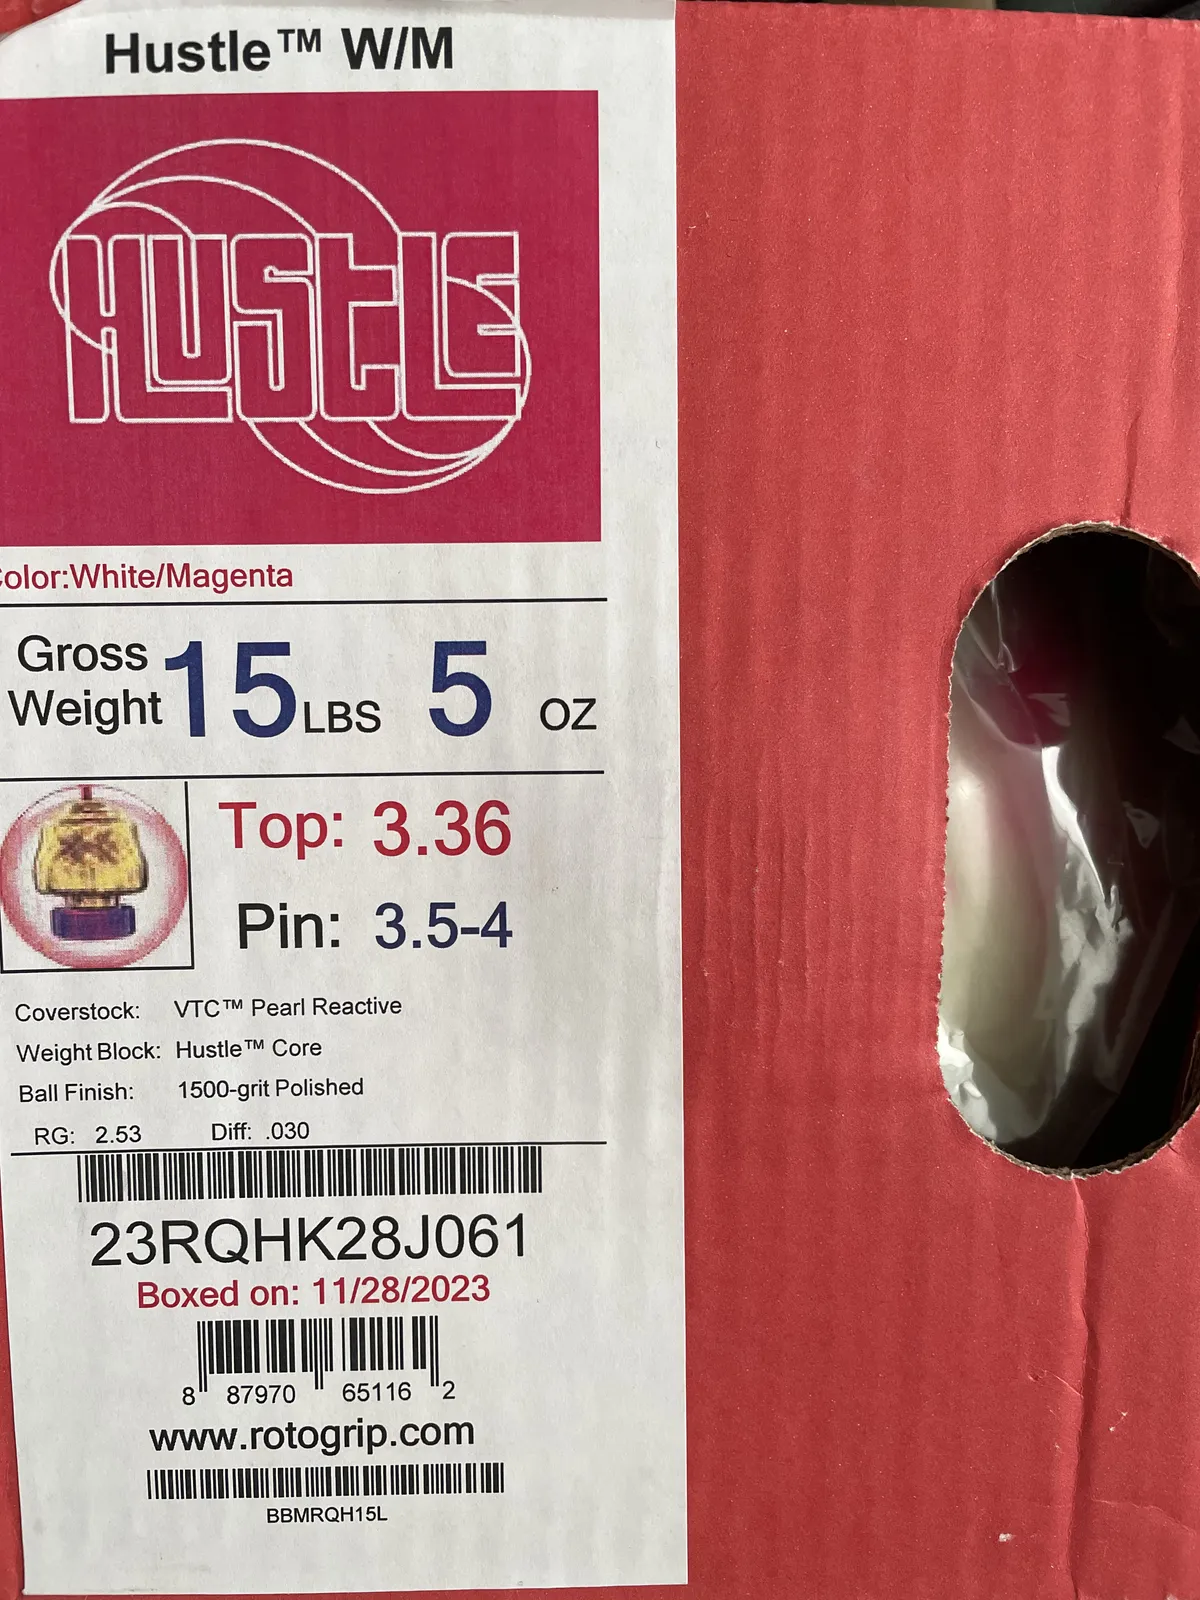 Hustle™ W/M
HUSTLE
Color:White/Magenta
Gross Weight 15 LBS 5 OZ
Top: 3.36
Pin: 3.5-4
Coverstock: VTC™ Pearl Reactive
Weight Block: Hustle™ Core
Ball Finish: 1500-grit Polished
RG: 2.53 Diff: .030
23RQHK28J061
Boxed on: 11/28/2023
8 87970 65116 2
www.rotogrip.com
BBMRQH15L